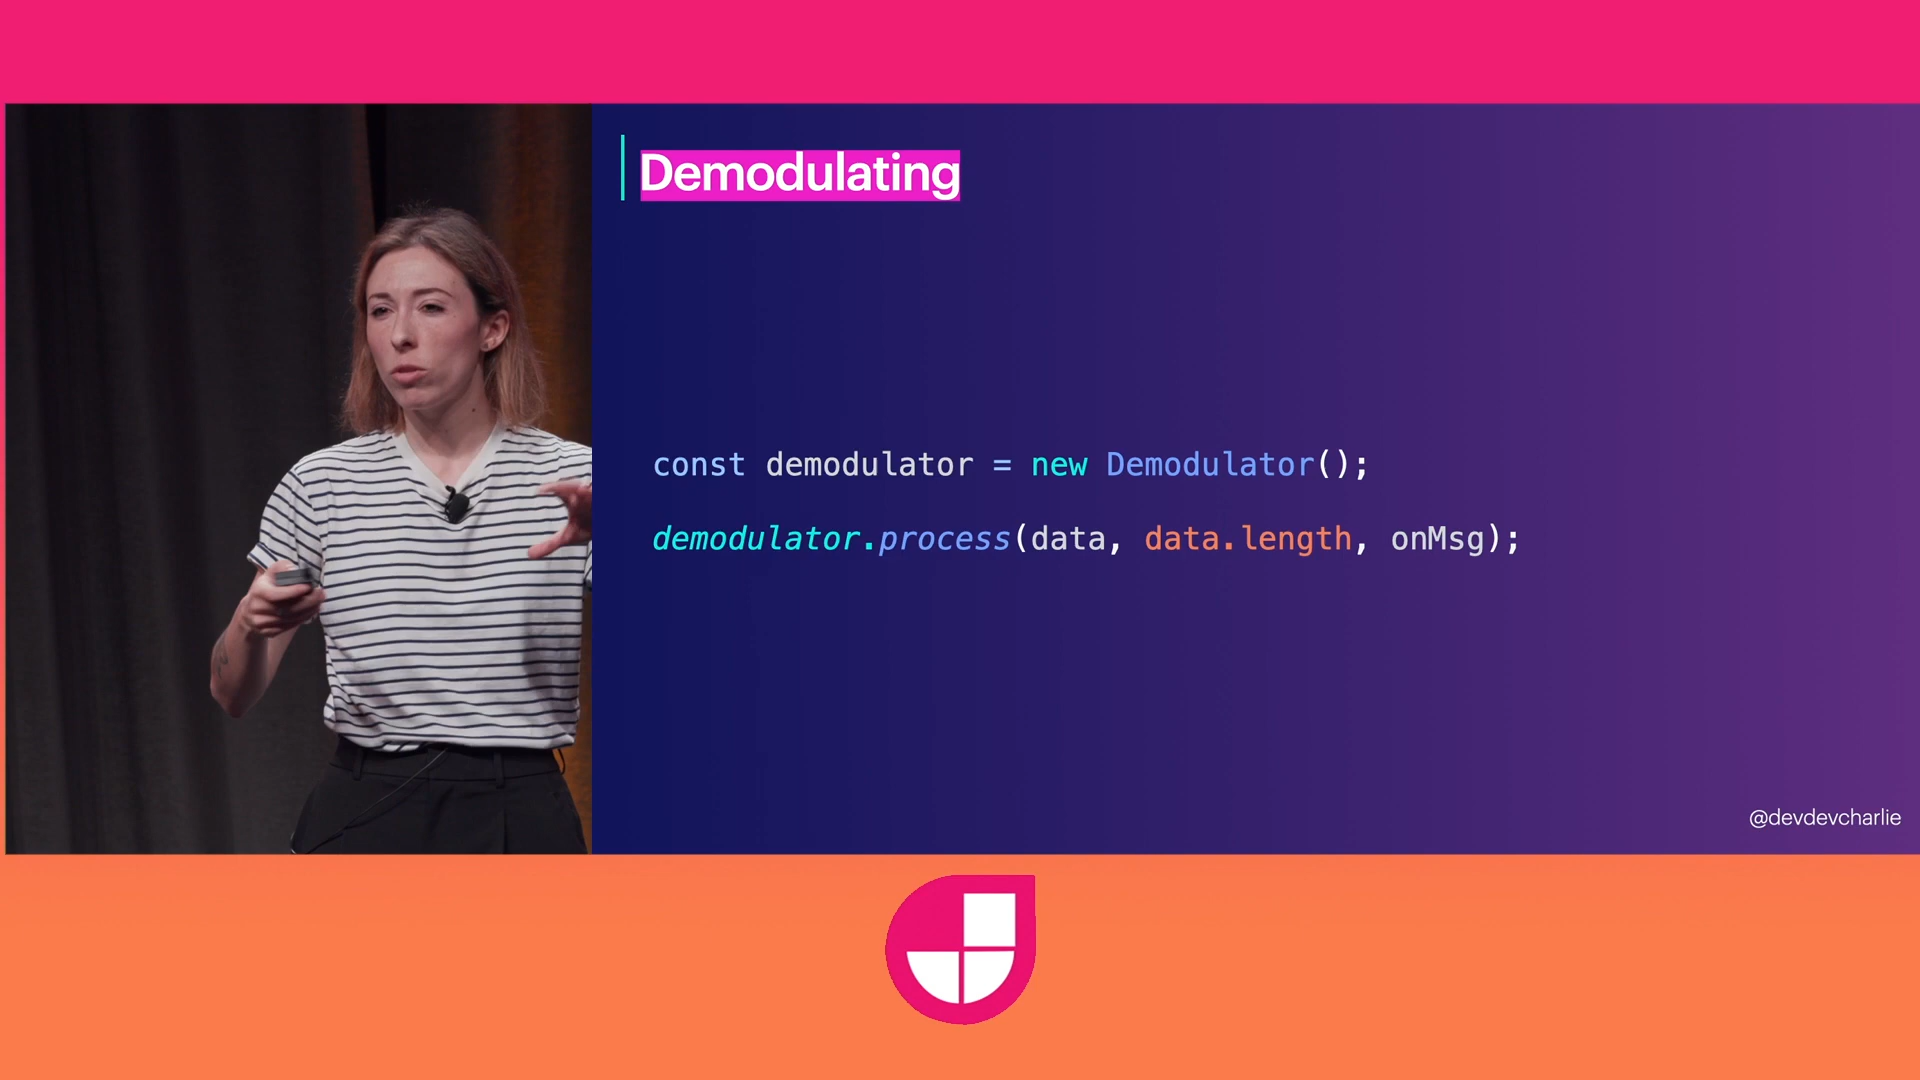 Demodulating
const demodulator = new Demodulator();
demodulator.process(data, data.length, onMsg);
@devdevcharlie